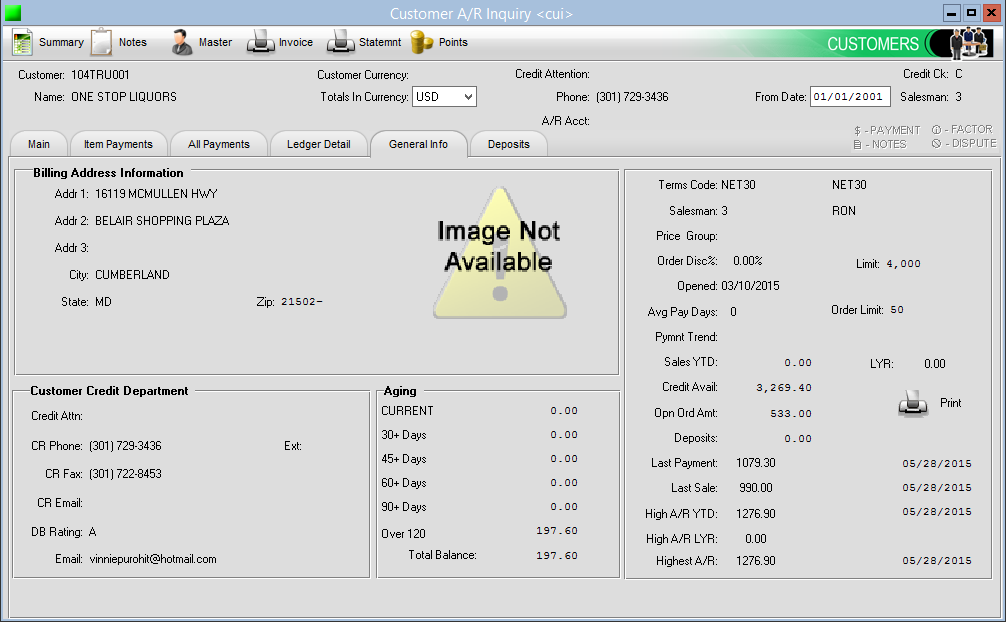 Customer A/R Inquiry <cui>
Summary Notes Master Invoice Statemnt Points CUSTOMERS
Customer: 104TRU001 Customer Currency: Credit Attention: Credit Ck: C
Name: ONE STOP LIQUORS Totals In Currency: USD Phone: (301) 729-3436 From Date: 01/01/2001 Salesman: 3
A/R Acct:
$ - PAYMENT - FACTOR
- NOTES - DISPUTE
Main Item Payments All Payments Ledger Detail General Info Deposits
Billing Address Information
Addr 1: 16119 MCMULLEN HWY
Addr 2: BELAIR SHOPPING PLAZA
Addr 3:
City: CUMBERLAND
State: MD Zip: 21502-
Image Not
Available
Terms Code: NET30 NET30
Salesman: 3 RON
Price Group:
Order Disc%: 0.00% Limit: 4,000
Opened: 03/10/2015
Avg Pay Days: 0 Order Limit: 50
Pymnt Trend:
Sales YTD: 0.00 LYR: 0.00
Credit Avail: 3,269.40
Print
Opn Ord Amt: 533.00
Deposits: 0.00
Last Payment: 1079.30 05/28/2015
Last Sale: 990.00 05/28/2015
High A/R YTD: 1276.90 05/28/2015
High A/R LYR: 0.00
Highest A/R: 1276.90 05/28/2015
Customer Credit Department
Credit Attn:
CR Phone: (301) 729-3436 Ext:
CR Fax: (301) 722-8453
CR Email:
DB Rating: A
Email: vinniepurohit@hotmail.com
Aging
CURRENT 0.00
30+ Days 0.00
45+ Days 0.00
60+ Days 0.00
90+ Days 0.00
Over 120 197.60
Total Balance: 197.60